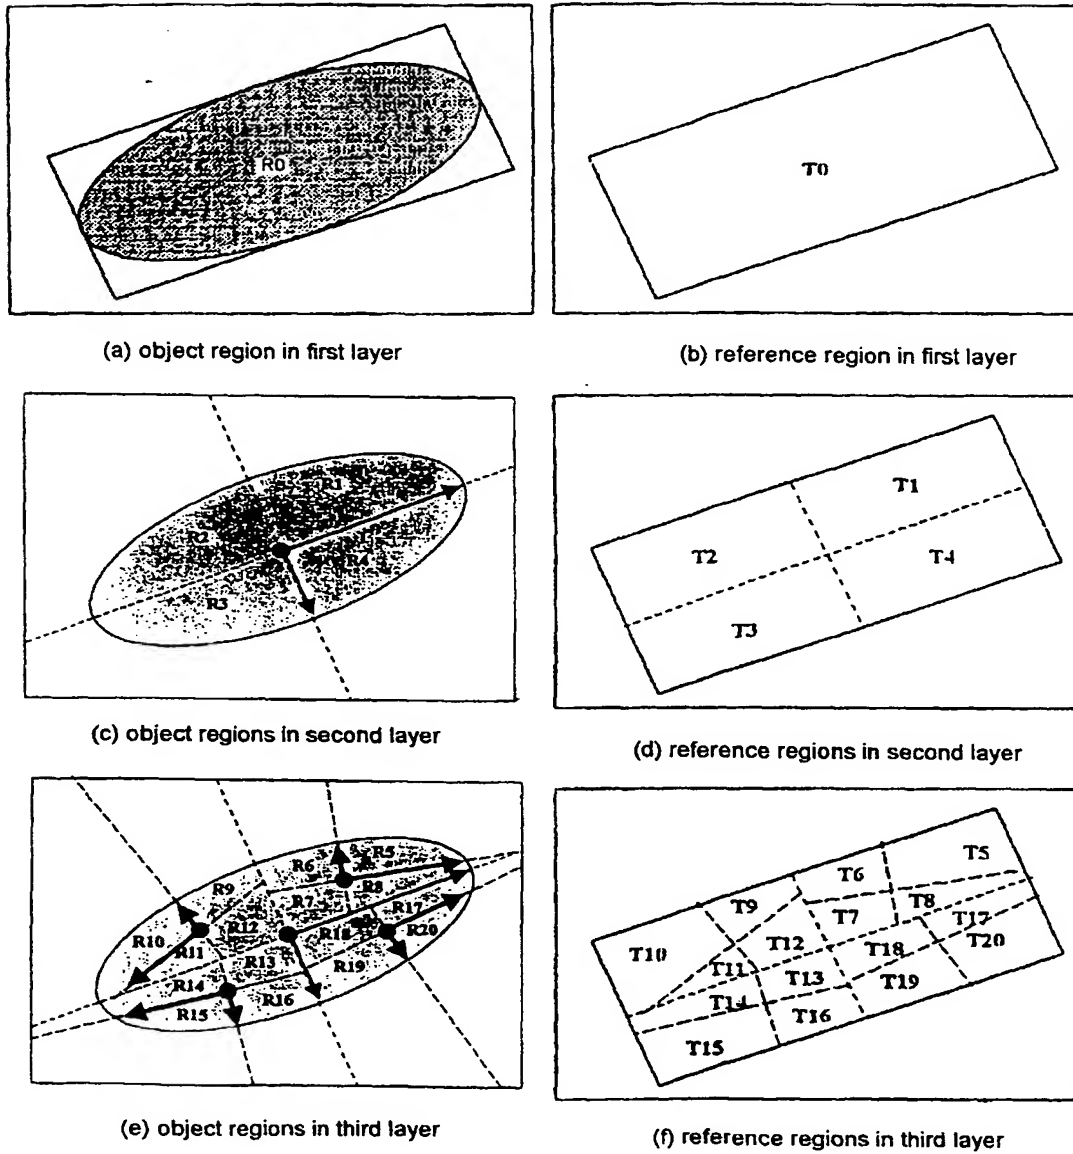 R0
T0
(a) object region in first layer
(b) reference region in first layer
R1
R2
R4
R3
T1
T2
T4
T3
(c) object regions in second layer
(d) reference regions in second layer
R5
R6
R9
R8
R7
R17
R12
R10
R18
R20
R11
R13
R19
R14
R16
R15
T5
T6
T9
T8
T7
T17
T12
T10
T18
T20
T11
T13
T19
T14
T16
T15
(e) object regions in third layer
(f) reference regions in third layer